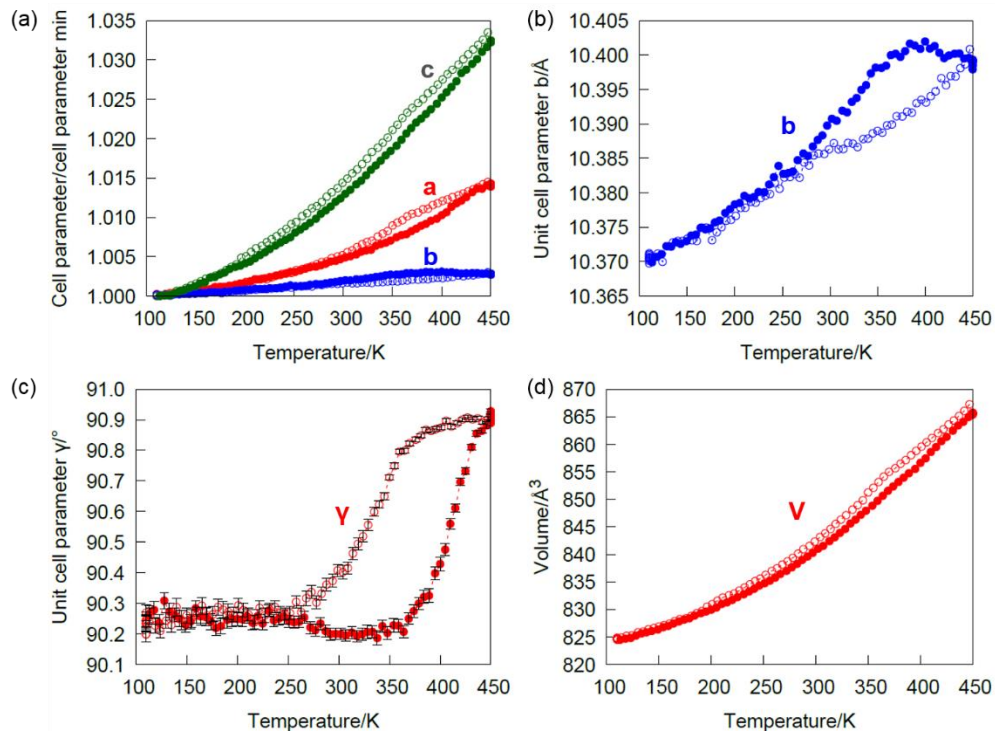 (a)
Cell parameter/cell parameter min
1.035
1.030
1.025
1.020
1.015
1.010
1.005
1.000
c
a
b
100 150 200 250 300 350 400 450
Temperature/K
(b)
Unit cell parameter b/Å
10.405
10.400
10.395
10.390
10.385
10.380
10.375
10.370
10.365
b
100 150 200 250 300 350 400 450
Temperature/K
(c)
Unit cell parameter γ/°
91.0
90.9
90.8
90.7
90.6
90.5
90.4
90.3
90.2
90.1
γ
100 150 200 250 300 350 400 450
Temperature/K
(d)
Volume/Å³
870
865
860
855
850
845
840
835
830
825
820
V
100 150 200 250 300 350 400 450
Temperature/K